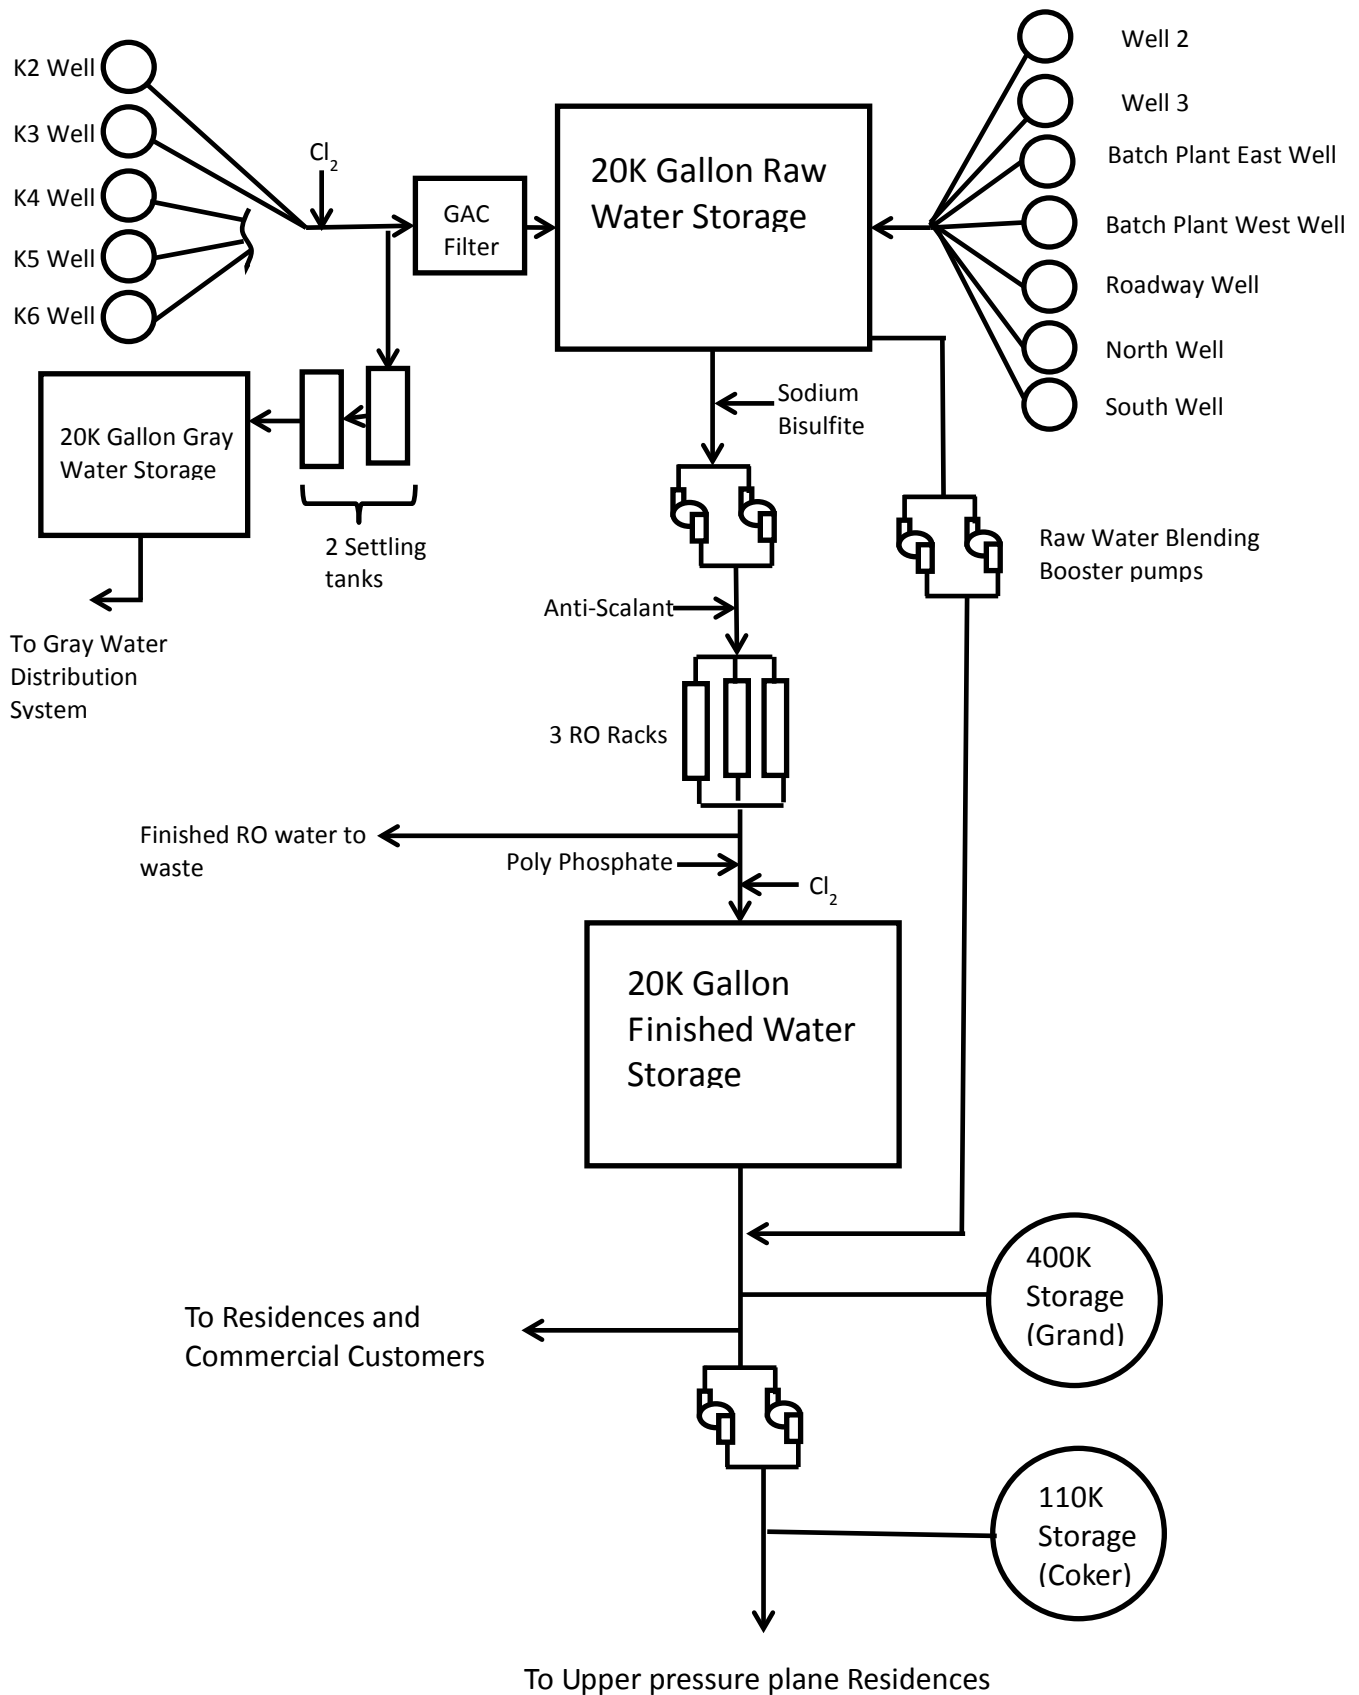 K2 Well
K3 Well
K4 Well
K5 Well
K6 Well
Cl2
GAC
Filter
20K Gallon Raw
Water Storage
Well 2
Well 3
Batch Plant East Well
Batch Plant West Well
Roadway Well
North Well
South Well
20K Gallon Gray
Water Storage
2 Settling
tanks
To Gray Water
Distribution
System
Sodium
Bisulfite
Raw Water Blending
Booster pumps
Anti-Scalant
3 RO Racks
Finished RO water to
waste
Poly Phosphate
Cl2
20K Gallon
Finished Water
Storage
400K
Storage
(Grand)
To Residences and
Commercial Customers
110K
Storage
(Coker)
To Upper pressure plane Residences